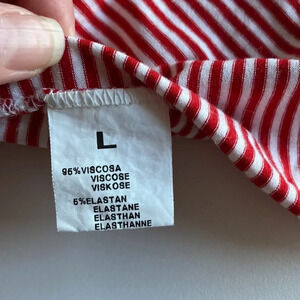 L
95%VISCOSA
VISCOSE
VISKOSE
5%ELASTAN
ELASTANE
ELASTHAN
ELASTHANNE